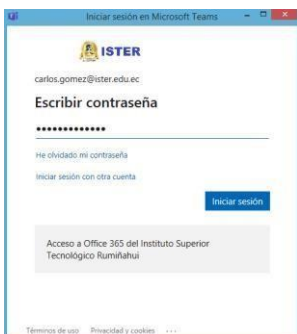 Iniciar sesión en Microsoft Teams
ISTER
carlos.gomez@ister.edu.ec
Escribir contraseña
•••••••••••••
He olvidado mi contraseña
Iniciar sesión con otra cuenta
Iniciar sesión
Acceso a Office 365 del Instituto Superior
Tecnológico Rumiñahui
Términos de uso Privacidad y cookies ...